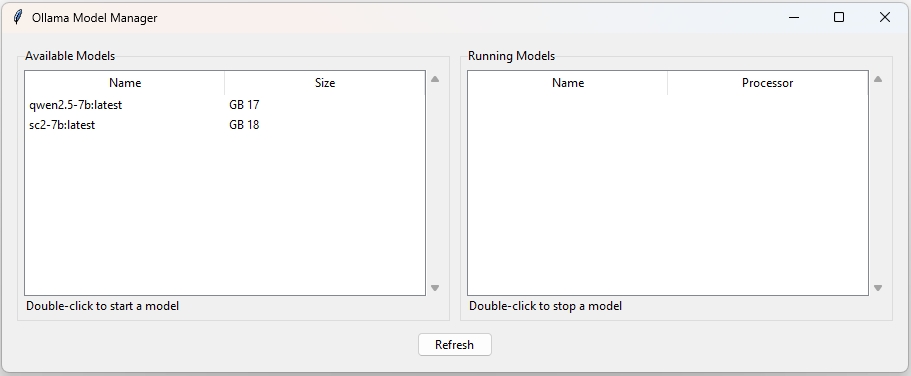 Ollama Model Manager
Available Models
Name Size
qwen2.5-7b:latest GB 17
sc2-7b:latest GB 18
Double-click to start a model
Running Models
Name Processor
Double-click to stop a model
Refresh